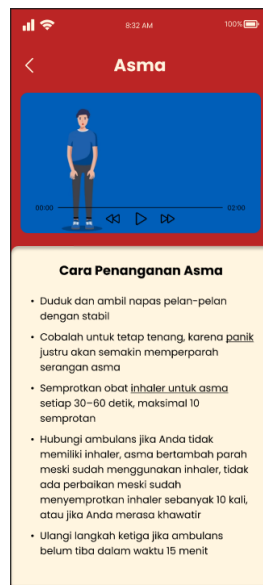 8:32 AM
100%
Asma
00:00
02:00
Cara Penanganan Asma
• Duduk dan ambil napas pelan-pelan
dengan stabil
• Cobalah untuk tetap tenang, karena panik
justru akan semakin memperparah
serangan asma
• Semprotkan obat inhaler untuk asma
setiap 30–60 detik, maksimal 10
semprotan
• Hubungi ambulans jika Anda tidak
memiliki inhaler, asma bertambah parah
meski sudah menggunakan inhaler, tidak
ada perbaikan meski sudah
menyemprotkan inhaler sebanyak 10 kali,
atau jika Anda merasa khawatir
• Ulangi langkah ketiga jika ambulans
belum tiba dalam waktu 15 menit